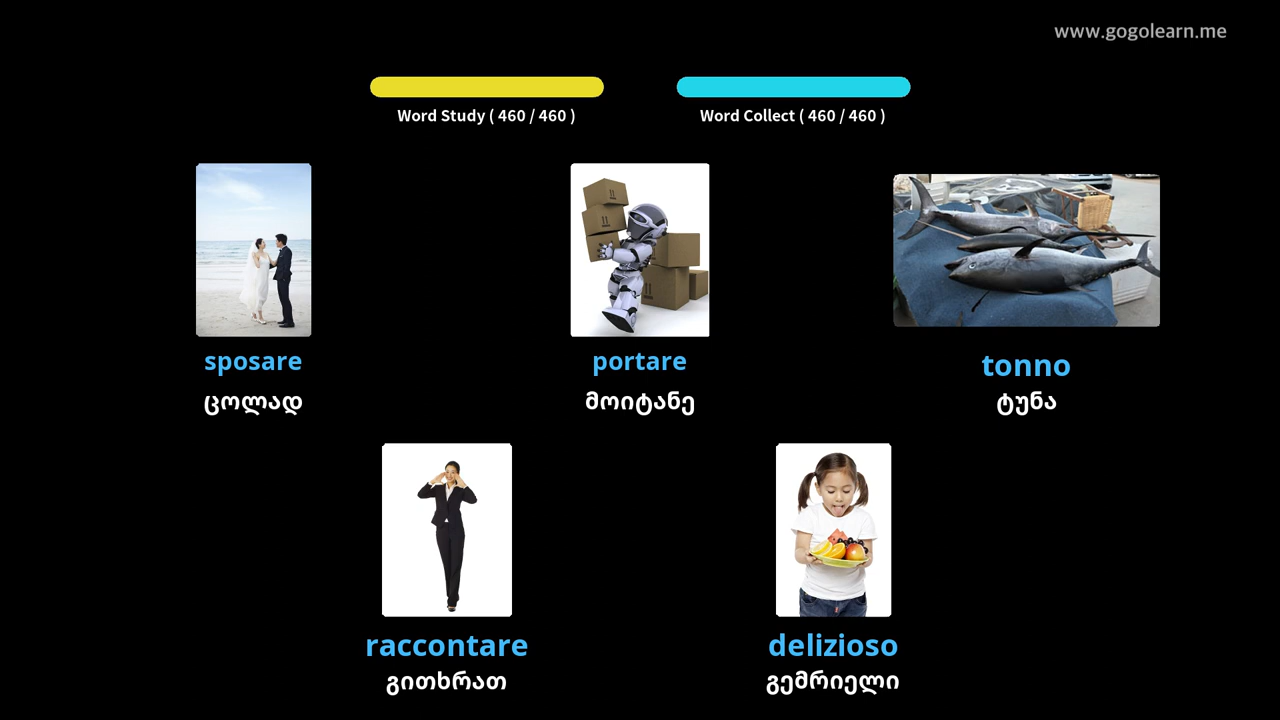 www.gogolearn.me
Word Study ( 460 / 460 )
Word Collect ( 460 / 460 )
sposare
ცოლად
portare
მოიტანე
tonno
ტუნა
raccontare
გითხრათ
delizioso
გემრიელი